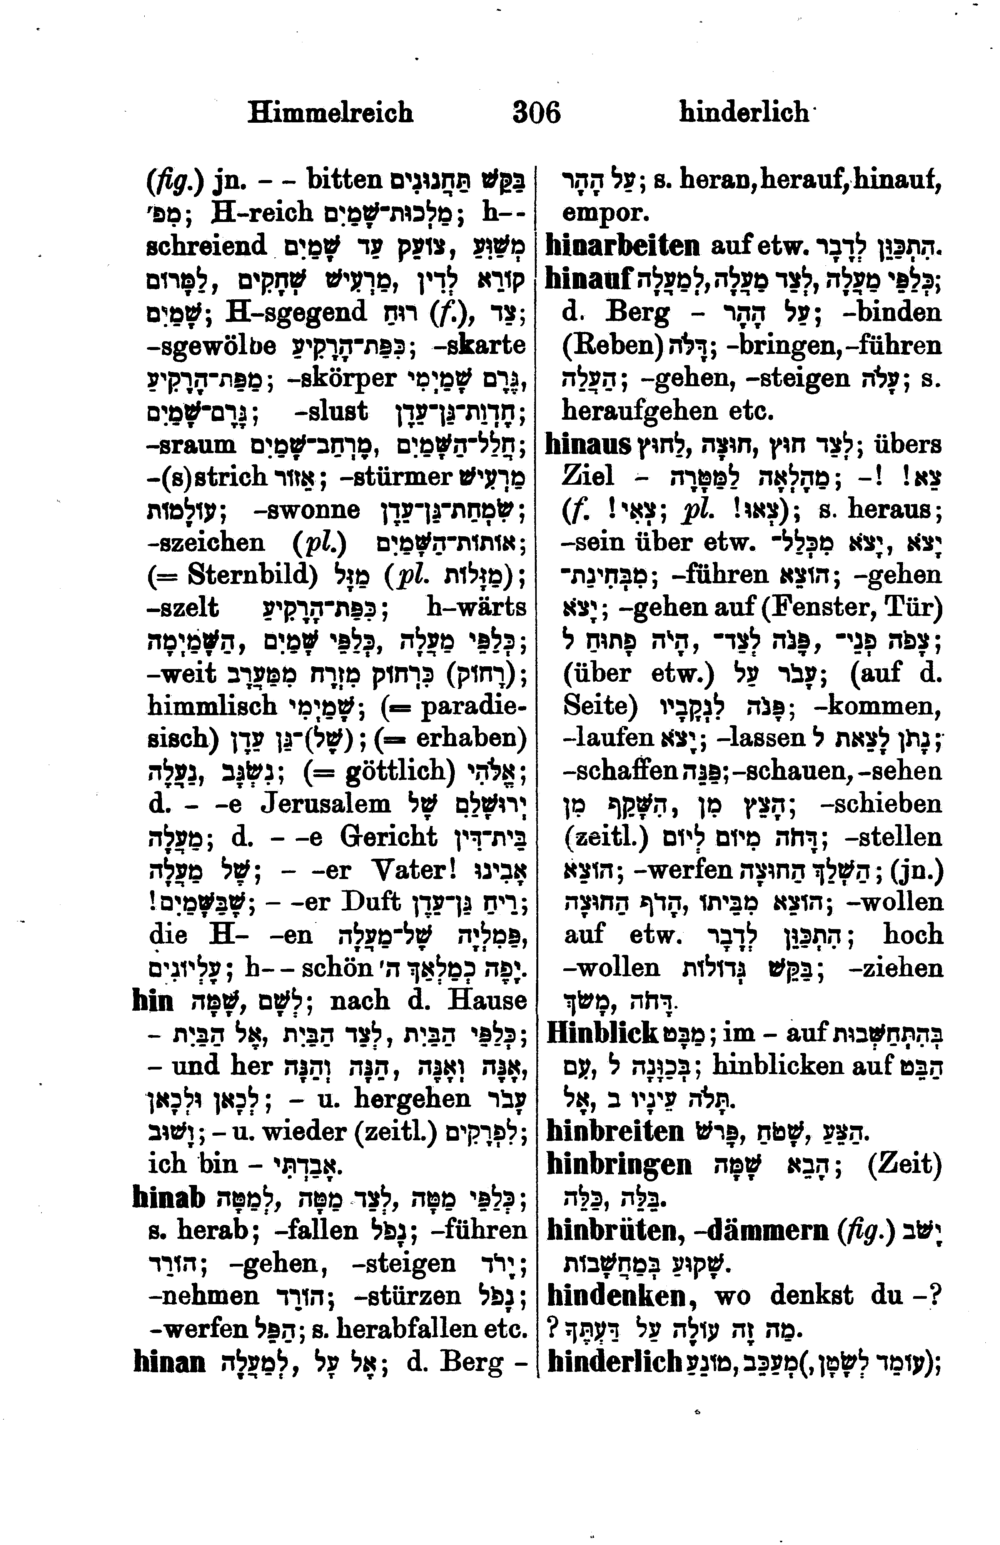 Himmelreich 306 hinderlich
(fig.) jn. – – bitten בַּקֵּשׁ תַּחֲנוּנִים
מִפּ'; H-reich מַלְכוּת־שָׁמַיִם; h--
schreiend מְשַׁוֵּעַ, צוֹעֵק עַד שָׁמַיִם
קוֹרֵא לְדִין, מַרְעִישׁ שְׁחָקִים, לִמְרוֹם
שָׁמַיִם; H-sgegend רוּחַ (f.), צַד;
-sgewölbe כִּפַּת־הָרָקִיעַ; -skarte
מַפַּת־הָרָקִיעַ; -skörper גֶּרֶם שְׁמֵימִי,
גֶּרֶם־שָׁמַיִם; -slust חֶדְוַת־גַּן־עֵדֶן;
-sraum חֲלַל־הַשָּׁמַיִם, מֶרְחַב־שָׁמַיִם;
-(s)strich אֵזוֹר; -stürmer מַרְעִישׁ
עוֹלָמוֹת; -swonne שִׂמְחַת־גַּן־עֵדֶן;
-szeichen (pl.) אוֹתוֹת־הַשָּׁמַיִם;
(= Sternbild) מַזָּל (pl. מַזָּלוֹת);
-szelt כִּפַּת־הָרָקִיעַ; h-wärts
כְּלַפֵּי מַעְלָה, כְּלַפֵּי שָׁמַיִם, הַשָּׁמַיְמָה;
-weit (רָחוֹק) כִּרְחוֹק מִזְרָח מִמַּעֲרָב;
himmlisch שְׁמֵימִי; (= paradie-
sisch) (שֶׁל)־גַּן עֵדֶן; (= erhaben)
נִשְׂגָּב, נַעֲלֶה; (= göttlich) אֱלֹהִי;
d. – -e Jerusalem יְרוּשָׁלַםִ שֶׁל
מַעְלָה; d. – -e Gericht בֵּית־דִּין
שֶׁל מַעְלָה; – -er Vater! אָבִינוּ
שֶׁבַּשָּׁמַיִם!; – -er Duft רֵיחַ גַּן־עֵדֶן;
die H– -en פָּמַלְיָה שֶׁל־מַעְלָה,
עֶלְיוֹנִים; h-- schön יָפֶה כְּמַלְאַךְ ה'.
hin לְשָׁם, שָׁמָּה; nach d. Hause
– כְּלַפֵּי הַבַּיִת, לְצַד הַבַּיִת, אֶל הַבַּיִת;
– und her אָנֶה וָאָנָה, הֵנָּה וְהֵנָּה,
לְכָאן וּלְכָאן; – u. hergehen עָבֹר
וָשׁוּב; – u. wieder (zeitl.) לִפְרָקִים;
ich bin – אָבַדְתִּי.
hinab כְּלַפֵּי מַטָּה, לְצַד מַטָּה, לְמַטָּה;
s. herab; -fallen נָפֹל; -führen
הוֹרֵד; -gehen, -steigen יָרֹד;
-nehmen הוֹרֵד; -stürzen נָפֹל;
-werfen הַפֵּל; s. herabfallen etc.
hinan אֶל עָל, לְמַעְלָה; d. Berg –
עַל הָהָר; s. heran, herauf, hinauf,
empor.
hinarbeiten auf etw. הִתְכַּוֵּן לְדָבָר.
hinauf כְּלַפֵּי מַעְלָה, לְצַד מַעְלָה, לְמַעְלָה;
d. Berg – עַל הָהָר; -binden
(Reben) דַּלֵּה; -bringen, -führen
הַעֲלֵה; -gehen, -steigen עָלֹה; s.
heraufgehen etc.
hinaus לְצַד חוּץ, חוּצָה, לַחוּץ; übers
Ziel – מֵהָלְאָה לַמַּטָּרָה; -! צֵא!
(f. צְאִי!; pl. צְאוּ!); s. heraus;
-sein über etw. יָצֹא, יָצֹא מִכְּלַל־
מִבְּחִינַת־; -führen הוֹצֵא; -gehen
יָצֹא; -gehen auf (Fenster, Tür)
צָפֹה פְנֵי־, פָּנֹה לְצַד־, הָיֹה פָתוּחַ ל;
(über etw.) עָבֹר עַל; (auf d.
Seite) פָּנֹה לִנְקָבָיו; -kommen,
-laufen יָצֹא; -lassen נָתֹן לָצֵאת ל;
-schaffen פַּנֵּה; -schauen, -sehen
הָצֵץ מִן, הַשְׁקֵף מִן; -schieben
(zeitl.) דָּחֹה מִיּוֹם לְיוֹם; -stellen
הוֹצֵא; -werfen הַשְׁלֵךְ הַחוּצָה; (jn.)
הוֹצֵא מִבֵּיתוֹ, הָדֹף הַחוּצָה; -wollen
auf etw. הִתְכַּוֵּן לְדָבָר; hoch
-wollen בַּקֵּשׁ גְּדוֹלוֹת; -ziehen
דָּחֹה, מָשֹׁךְ.
Hinblick מַבָּט; im – auf בְּהִתְחַשְּׁבוּת
עִם, בְּכַוָּנָה ל; hinblicken auf הַבֵּט
אֶל, תָּלֹה עֵינָיו ב.
hinbreiten הַצֵּעַ, שָׁטֹחַ, פָּרֹשׂ.
hinbringen הָבֵא שָׁמָּה; (Zeit)
בַּלֵּה, כַּלֵּה.
hinbrüten, -dämmern (fig.) יָשֹׁב
שָׁקוּעַ בְּמַחֲשָׁבוֹת.
hindenken, wo denkst du -?
מַה זֶּה עוֹלֶה עַל דַּעְתֶּךָ?
hinderlich מְעַכֵּב, מוֹנֵעַ, (עוֹמֵד לְשָׂטָן);